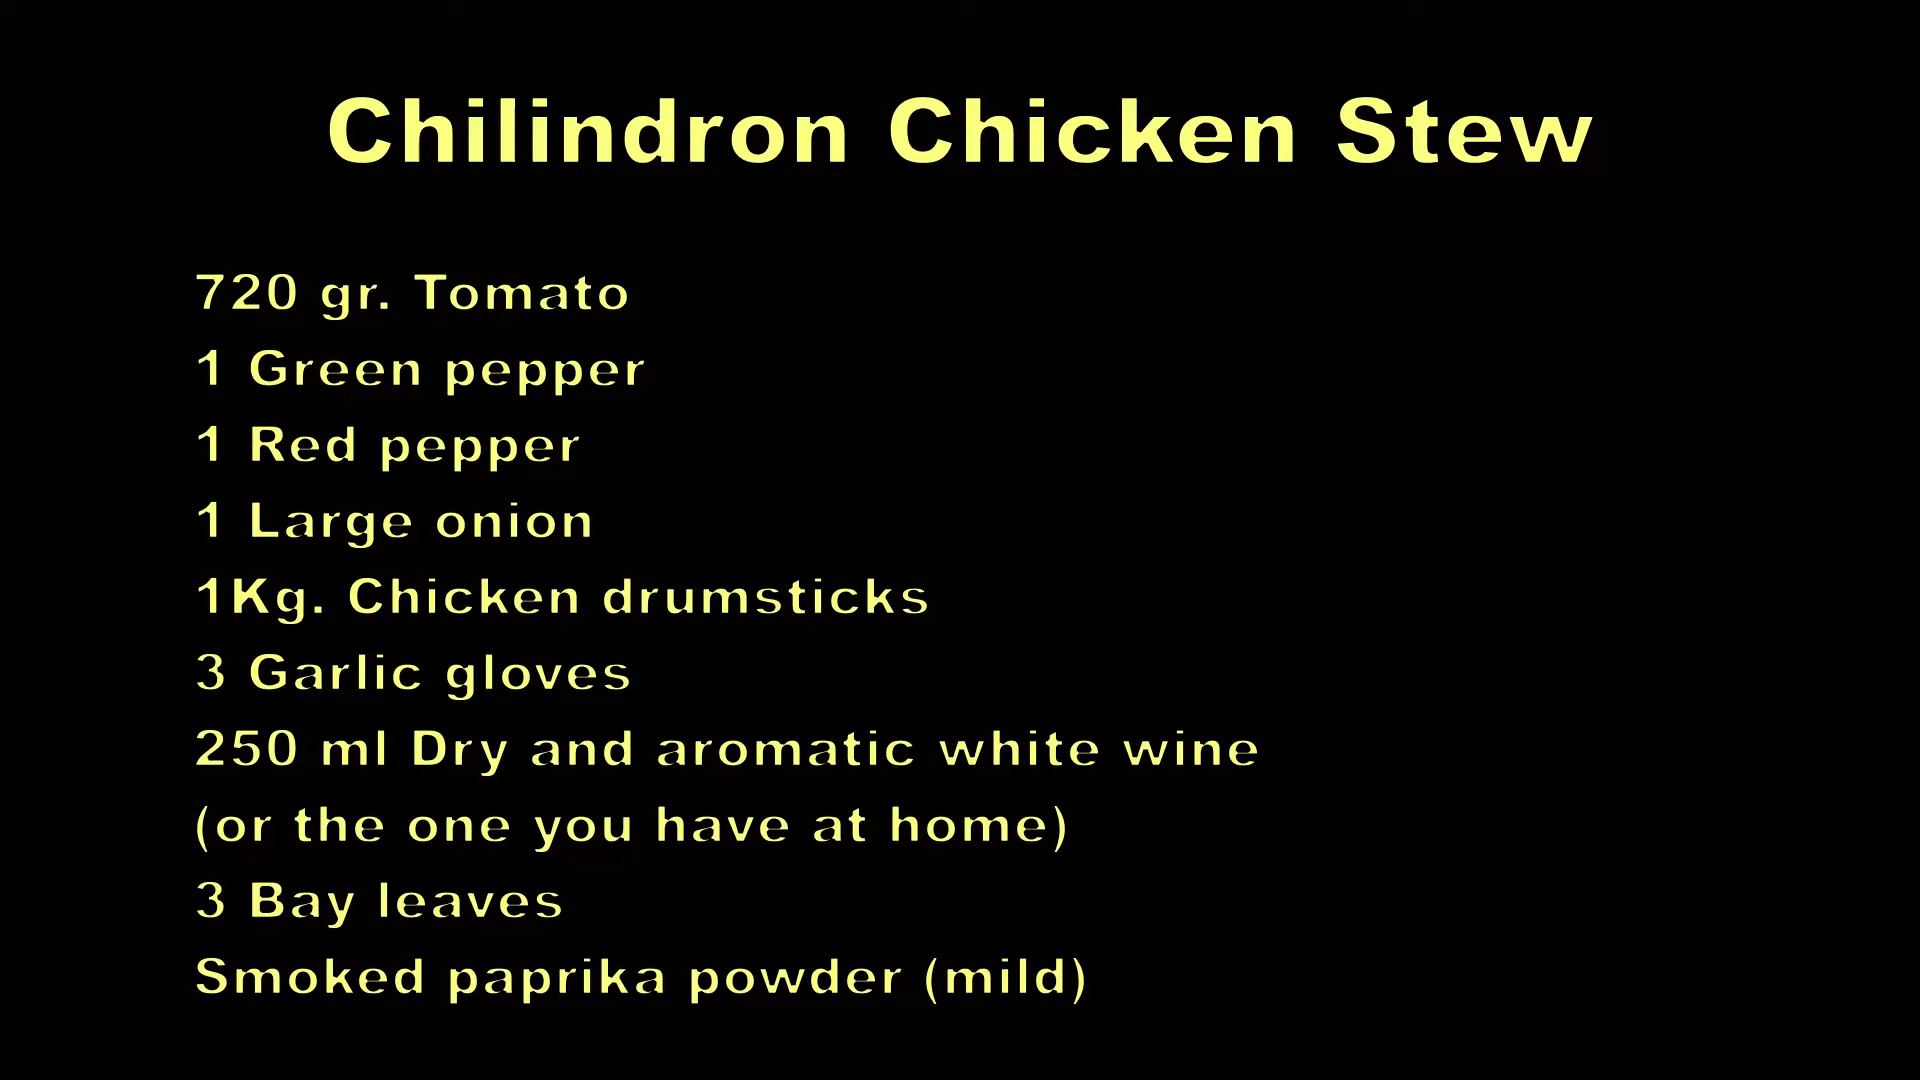 Chilindron Chicken Stew
720 gr. Tomato
1 Green pepper
1 Red pepper
1 Large onion
1Kg. Chicken drumsticks
3 Garlic gloves
250 ml Dry and aromatic white wine
(or the one you have at home)
3 Bay leaves
Smoked paprika powder (mild)